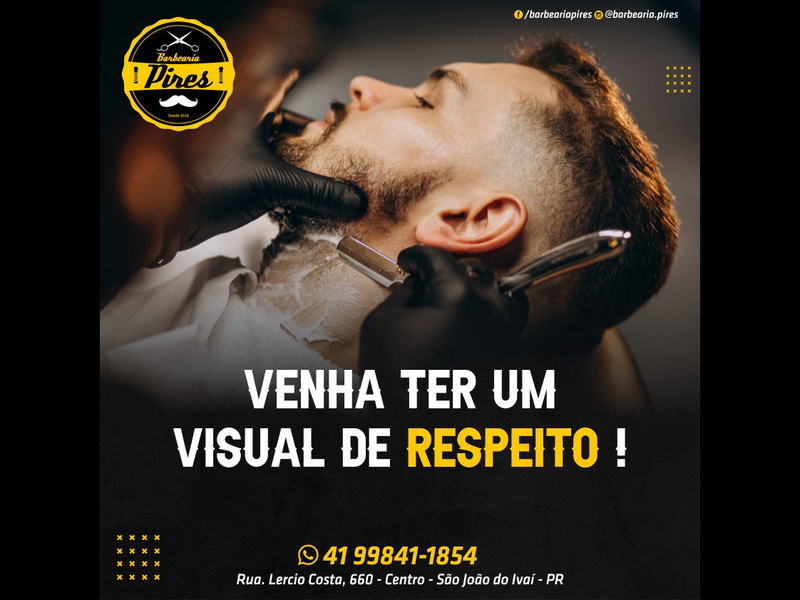 /barbeariapires @barbearia.pires
Barbearia
Pires
Desde 2018
VENHA TER UM
VISUAL DE RESPEITO !
41 99841-1854
Rua. Lercio Costa, 660 - Centro - São João do Ivaí - PR